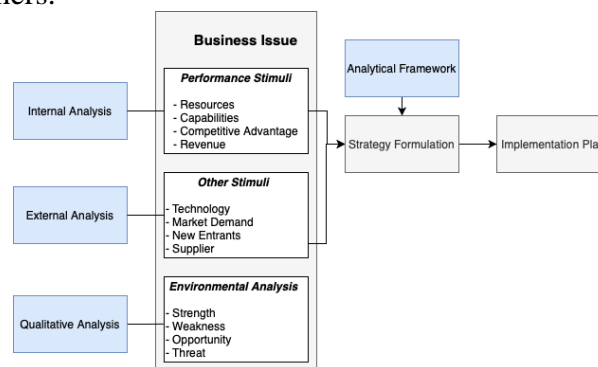 Business Issue
Internal Analysis
Performance Stimuli
- Resources
- Capabilities
- Competitive Advantage
- Revenue
Analytical Framework
Strategy Formulation
External Analysis
Other Stimuli
- Technology
- Market Demand
- New Entrants
- Supplier
Qualitative Analysis
Environmental Analysis
- Strength
- Weakness
- Opportunity
- Threat
Implementation